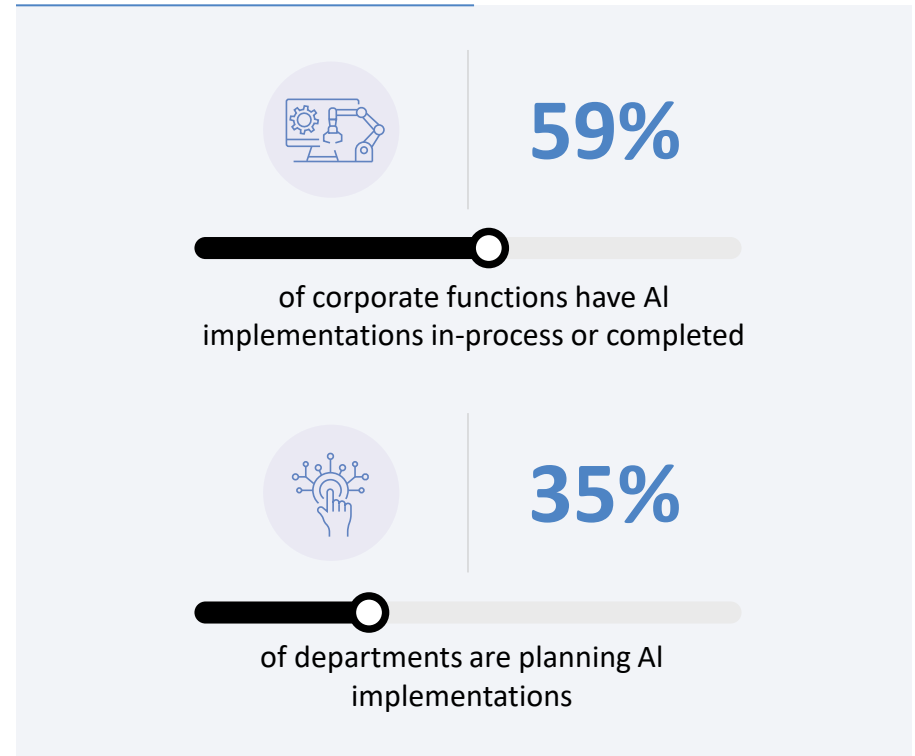 59%
of corporate functions have AI
implementations in-process or completed
35%
of departments are planning AI
implementations